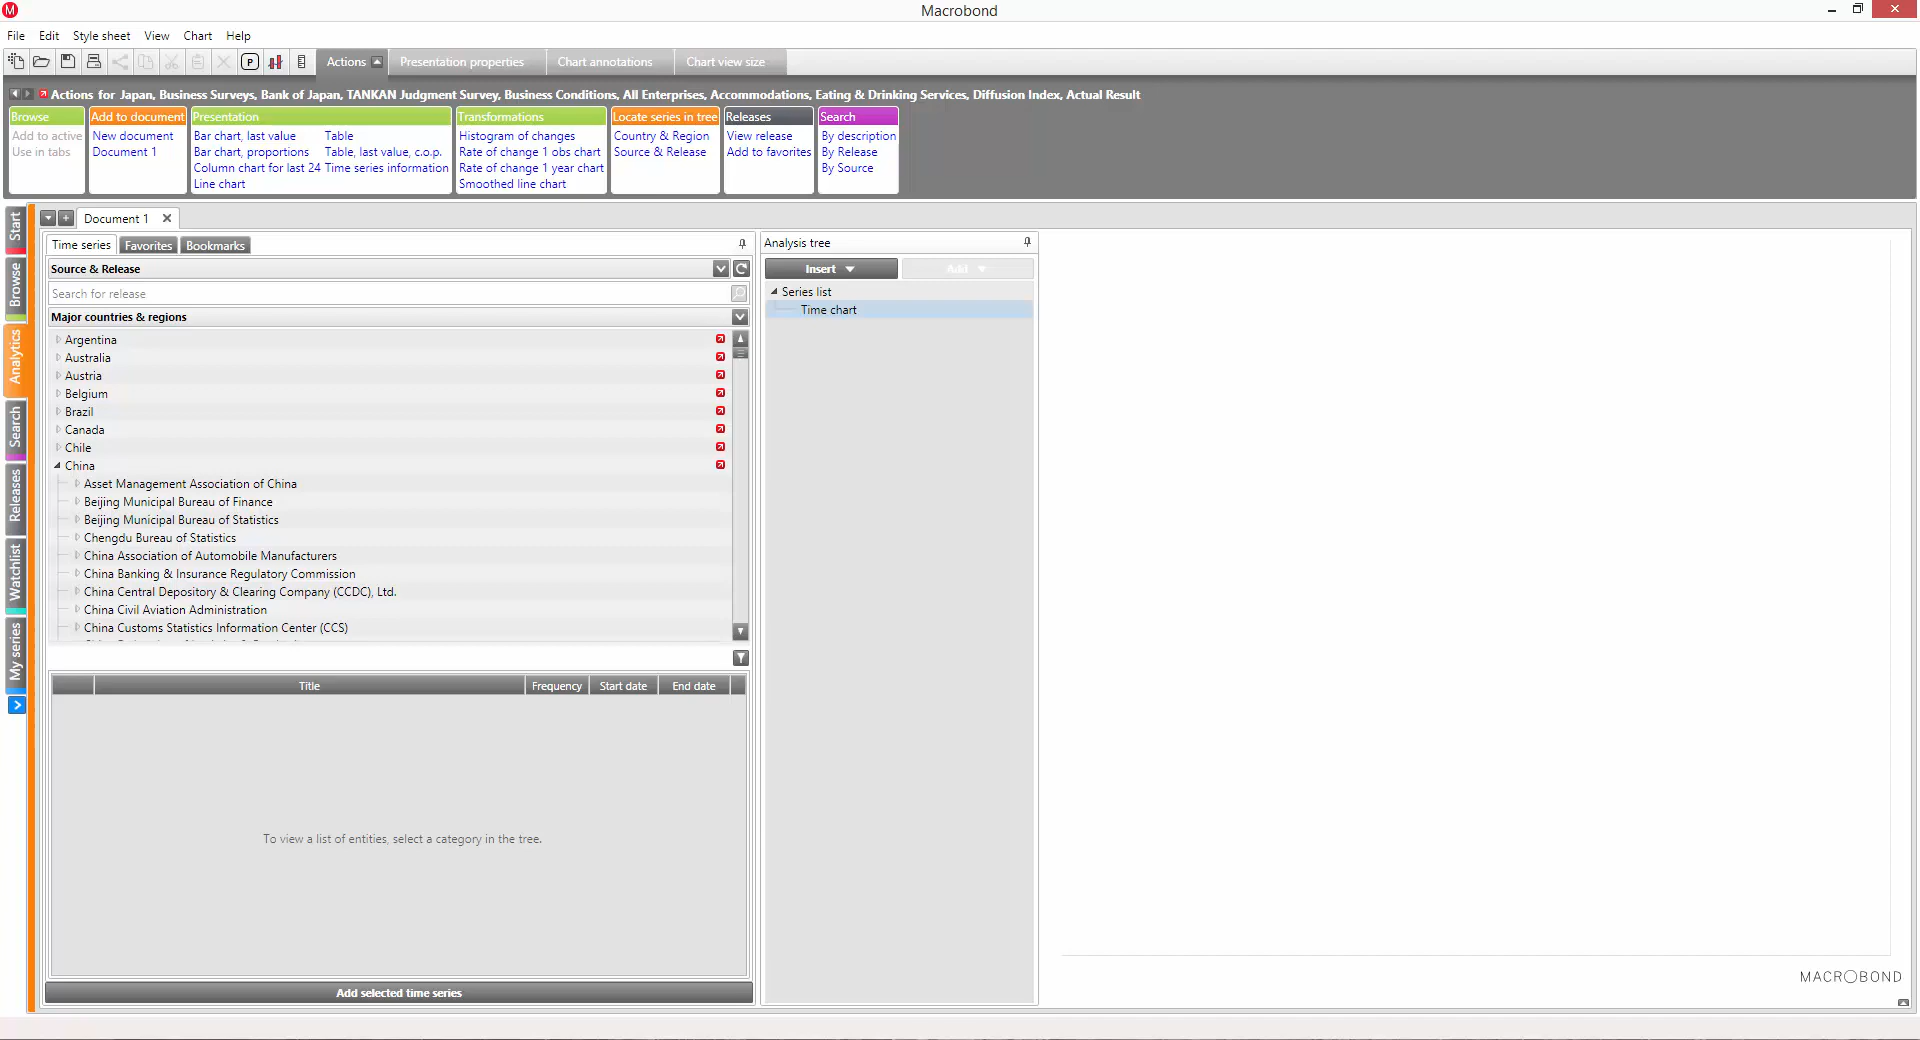 Macrobond
File Edit Style sheet View Chart Help
P Actions Presentation properties Chart annotations Chart view size
Actions for Japan, Business Surveys, Bank of Japan, TANKAN Judgment Survey, Business Conditions, All Enterprises, Accommodations, Eating & Drinking Services, Diffusion Index, Actual Result
Browse
Add to active
Use in tabs
Add to document
New document
Document 1
Presentation
Bar chart, last value Table
Bar chart, proportions Table, last value, c.o.p.
Column chart for last 24 Time series information
Line chart
Transformations
Histogram of changes
Rate of change 1 obs chart
Rate of change 1 year chart
Smoothed line chart
Locate series in tree
Country & Region
Source & Release
Releases
View release
Add to favorites
Search
By description
By Release
By Source
Start
Browse
Analytics
Search
Releases
Watchlist
My series
Document 1
Time series Favorites Bookmarks
Source & Release
Search for release
Major countries & regions
Argentina
Australia
Austria
Belgium
Brazil
Canada
Chile
China
Asset Management Association of China
Beijing Municipal Bureau of Finance
Beijing Municipal Bureau of Statistics
Chengdu Bureau of Statistics
China Association of Automobile Manufacturers
China Banking & Insurance Regulatory Commission
China Central Depository & Clearing Company (CCDC), Ltd.
China Civil Aviation Administration
China Customs Statistics Information Center (CCS)
Title Frequency Start date End date
To view a list of entities, select a category in the tree.
Add selected time series
Analysis tree
Insert Add
Series list
Time chart
MACROBOND